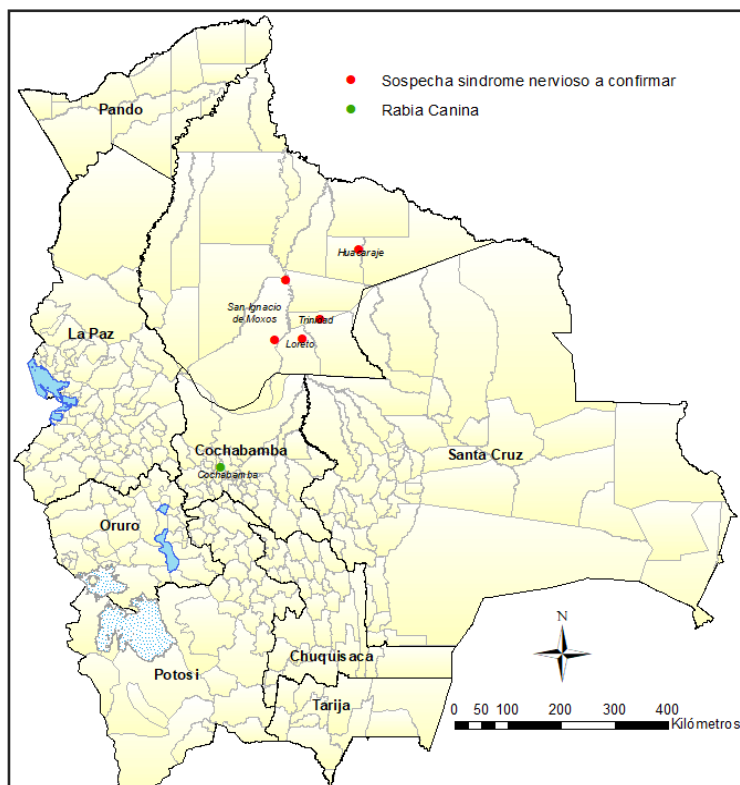 Sospecha sindrome nervioso a confirmar
Rabia Canina
Pando
Huacaraje
San Ignacio
de Moxos
Trinidad
Loreto
La Paz
Cochabamba
Cochabamba
Santa Cruz
Oruro
Chuquisaca
Potosi
Tarija
N
0 50 100 200 300 400
Kilómetros